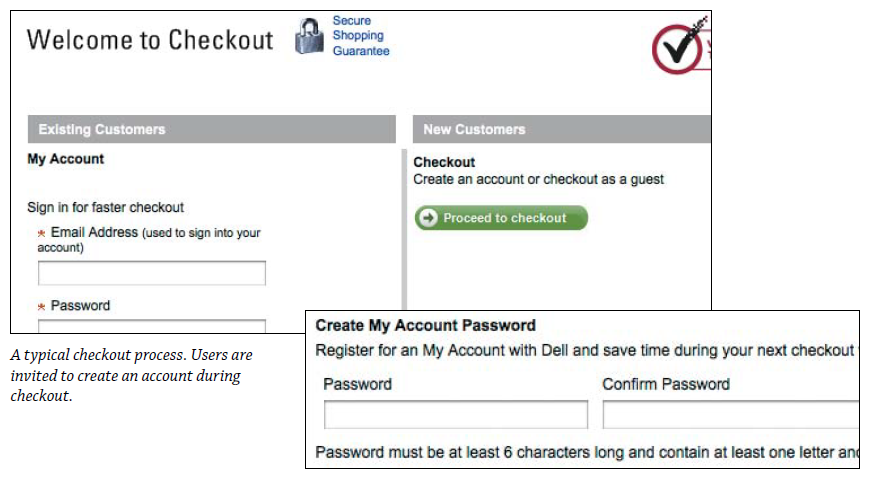 Welcome to Checkout
Secure
Shopping
Guarantee
Existing Customers
My Account
Sign in for faster checkout
* Email Address (used to sign into your
account)
* Password
New Customers
Checkout
Create an account or checkout as a guest
Proceed to checkout
A typical checkout process. Users are
invited to create an account during
checkout.
Create My Account Password
Register for an My Account with Dell and save time during your next checkout
Password
Confirm Password
Password must be at least 6 characters long and contain at least one letter and